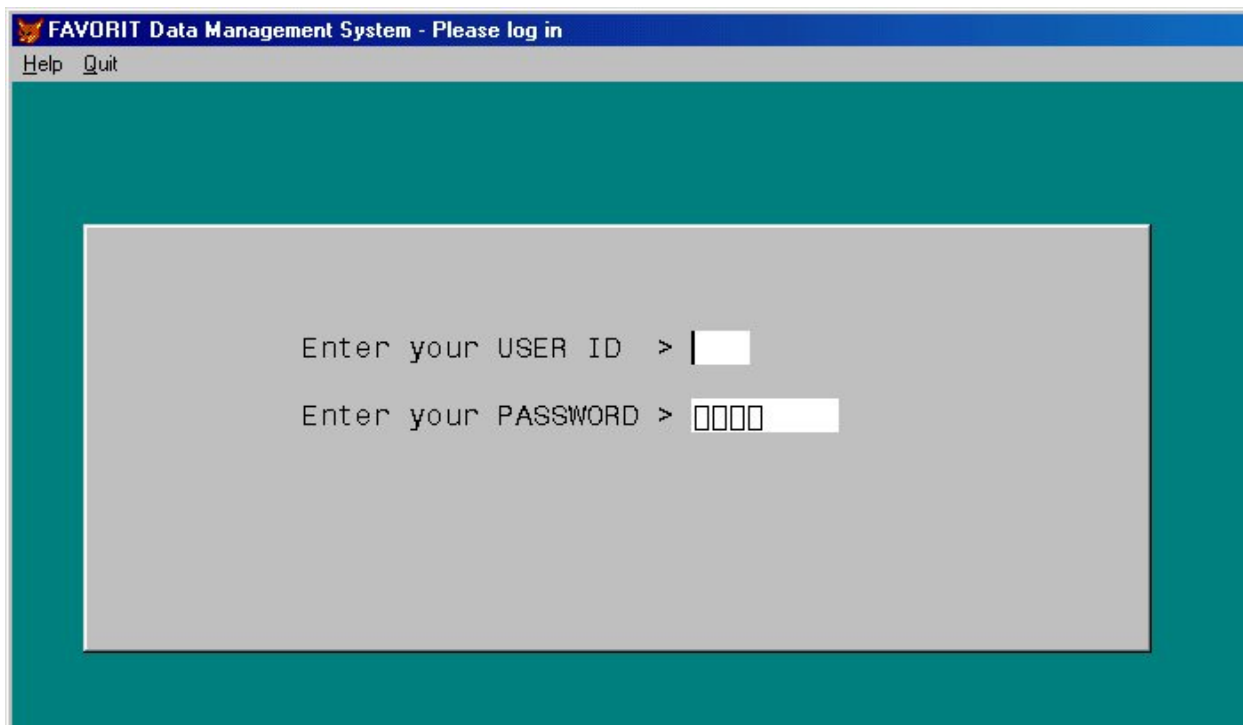 FAVORIT Data Management System - Please log in
Help Quit
Enter your USER ID >
Enter your PASSWORD >